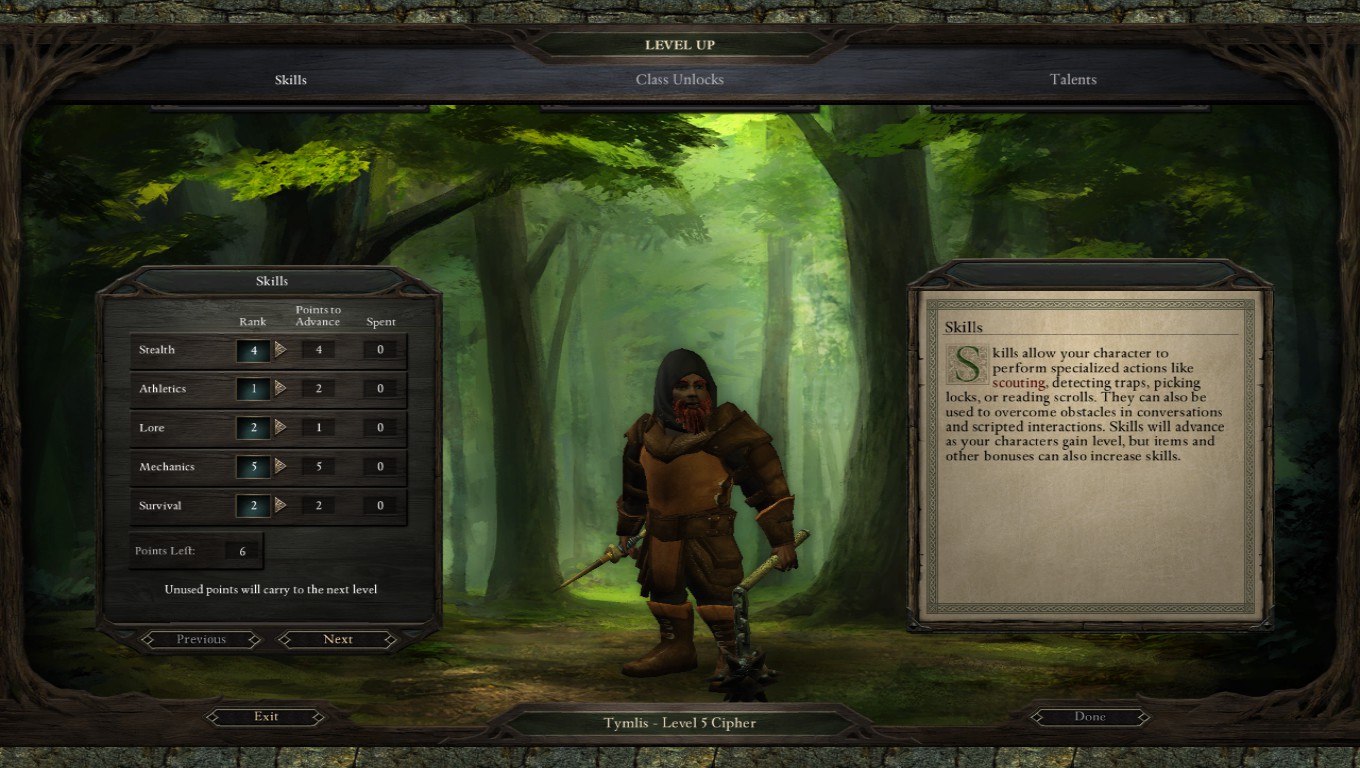 LEVEL UP
Skills
Class Unlocks
Talents
Skills
Rank
Points to
Advance
Spent
Stealth 4 4 0
Athletics 1 2 0
Lore 2 1 0
Mechanics 5 5 0
Survival 2 2 0
Points Left: 6
Unused points will carry to the next level
Previous
Next
Skills
Skills allow your character to
perform specialized actions like
scouting, detecting traps, picking
locks, or reading scrolls. They can also be
used to overcome obstacles in conversations
and scripted interactions. Skills will advance
as your characters gain level, but items and
other bonuses can also increase skills.
Exit
Tymlis - Level 5 Cipher
Done